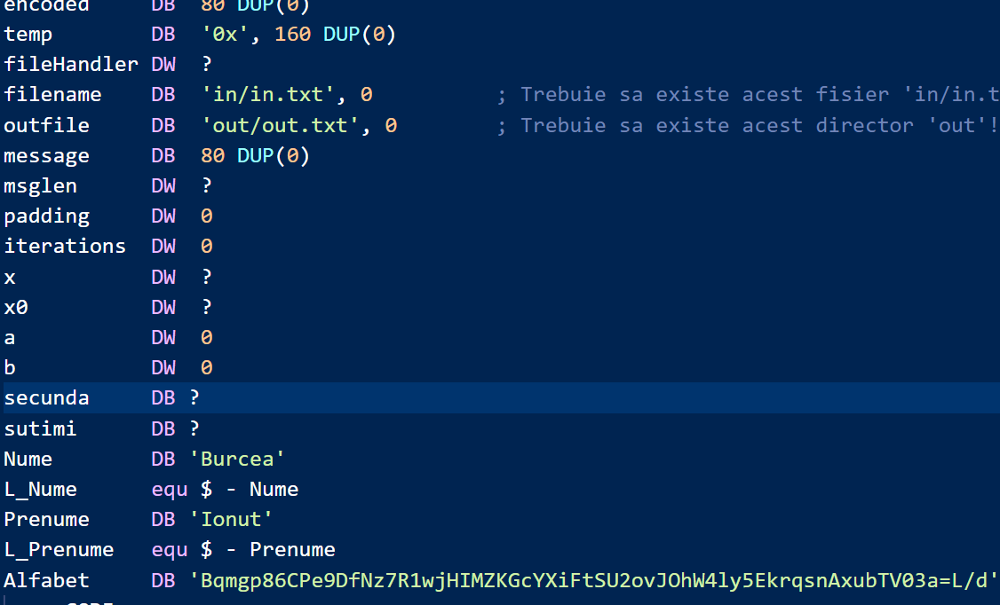 encoded DB 80 DUP(0)
temp DB '0x', 160 DUP(0)
fileHandler DW ?
filename DB 'in/in.txt', 0 ; Trebuie sa existe acest fisier 'in/in.t
outfile DB 'out/out.txt', 0 ; Trebuie sa existe acest director 'out'!
message DB 80 DUP(0)
msglen DW ?
padding DW 0
iterations DW 0
x DW ?
x0 DW ?
a DW 0
b DW 0
secunda DB ?
sutimi DB ?
Nume DB 'Burcea'
L_Nume equ $ - Nume
Prenume DB 'Ionut'
L_Prenume equ $ - Prenume
Alfabet DB 'Bqmgp86CPe9DfNz7R1wjHIMZKGcYXiFtSU2ovJOhW4ly5EkrqsnAxubTV03a=L/d'